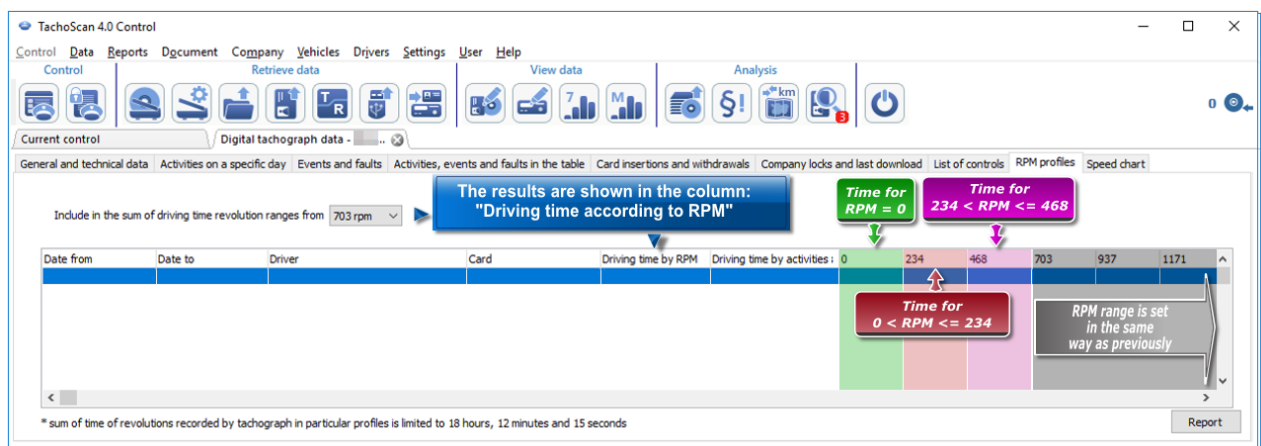 TachoScan 4.0 Control
Control Data Reports Document Company Vehicles Drivers Settings User Help
Control Retrieve data View data Analysis
T R 7 M §! km 3 0
Current control Digital tachograph data - ..
General and technical data Activities on a specific day Events and faults Activities, events and faults in the table Card insertions and withdrawals Company locks and last download List of controls RPM profiles Speed chart
The results are shown in the column:
"Driving time according to RPM"
Time for
RPM = 0
Time for
234 < RPM <= 468
Include in the sum of driving time revolution ranges from 703 rpm
Date from Date to Driver Card Driving time by RPM Driving time by activities 0 234 468 703 937 1171
Time for
0 < RPM <= 234
RPM range is set
in the same
way as previously
* sum of time of revolutions recorded by tachograph in particular profiles is limited to 18 hours, 12 minutes and 15 seconds
Report